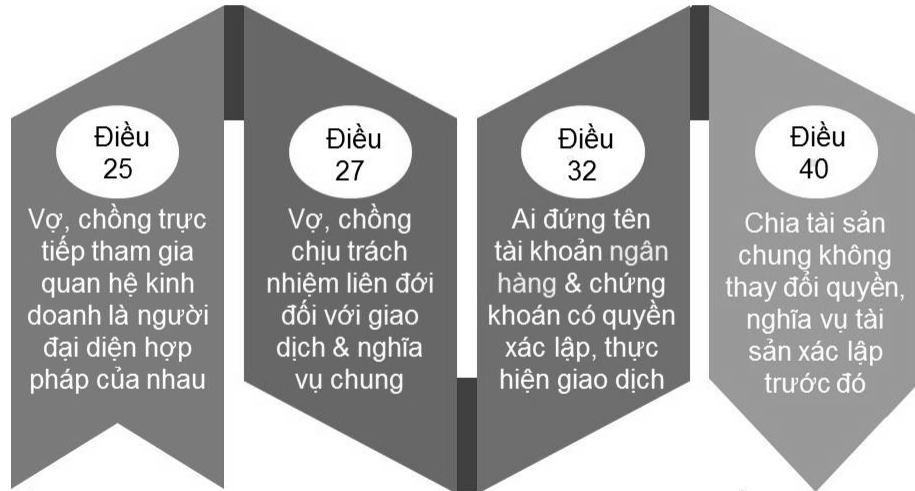 Điều
25
Vợ, chồng trực
tiếp tham gia
quan hệ kinh
doanh là người
đại diện hợp
pháp của nhau
Điều
27
Vợ, chồng
chịu trách
nhiệm liên đới
đối với giao
dịch & nghĩa
vụ chung
Điều
32
Ai đứng tên
tài khoản ngân
hàng & chứng
khoán có quyền
xác lập, thực
hiện giao dịch
Điều
40
Chia tài sản
chung không
thay đổi quyền,
nghĩa vụ tài
sản xác lập
trước đó